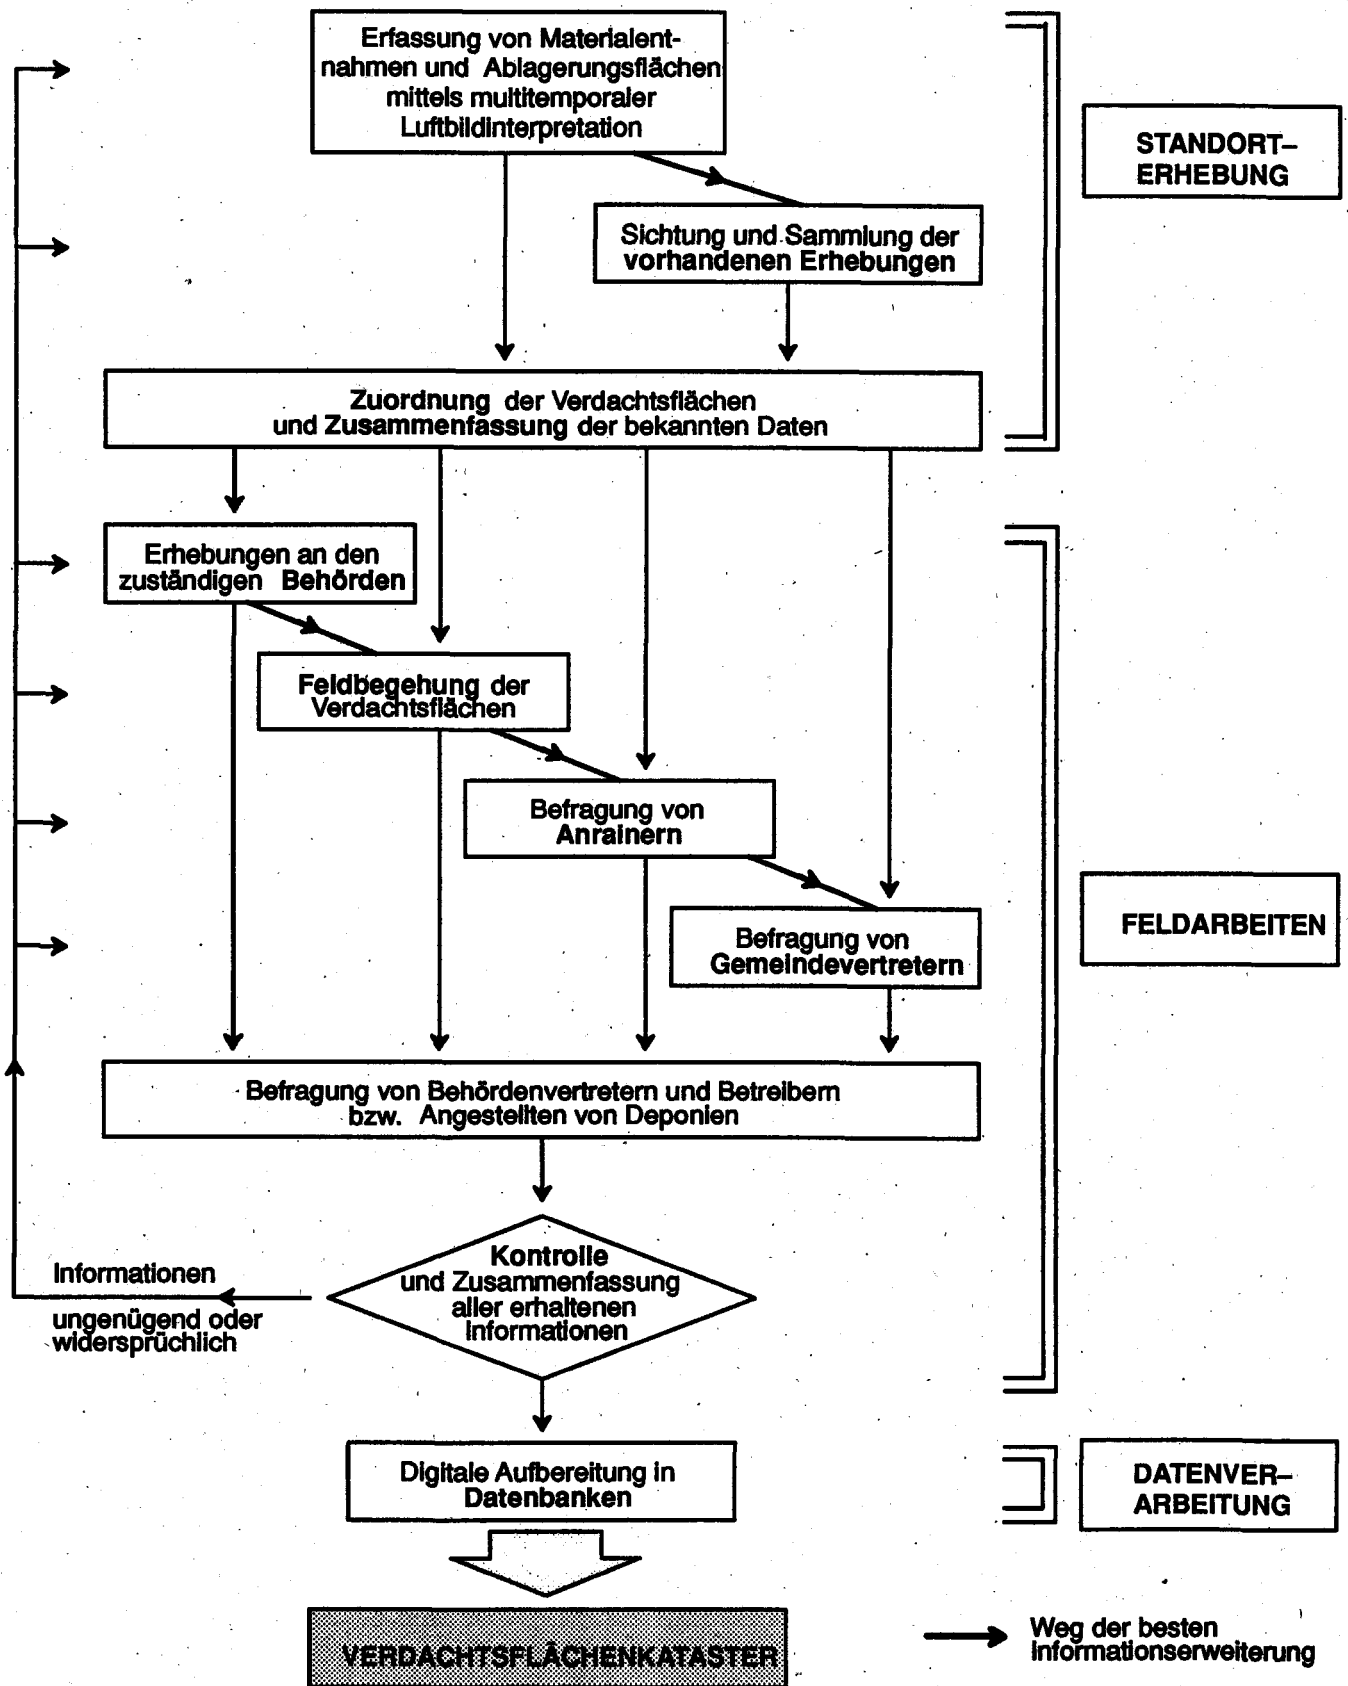 Erfassung von Materialent-
nahmen und Ablagerungsflächen
mittels multitemporaler
Luftbildinterpretation
STANDORT–
ERHEBUNG
Sichtung und Sammlung der
vorhandenen Erhebungen
Zuordnung der Verdachtsflächen
und Zusammenfassung der bekannten Daten
Erhebungen an den
zuständigen Behörden
Feldbegehung der
Verdachtsflächen
Befragung von
Anrainern
Befragung von
Gemeindevertretern
FELDARBEITEN
Befragung von Behördenvertretern und Betreibern
bzw. Angestellten von Deponien
Kontrolle
und Zusammenfassung
aller erhaltenen
Informationen
Informationen
ungenügend oder
widersprüchlich
Digitale Aufbereitung in
Datenbanken
DATENVER–
ARBEITUNG
VERDACHTSFLÄCHENKATASTER
Weg der besten
Informationserweiterung